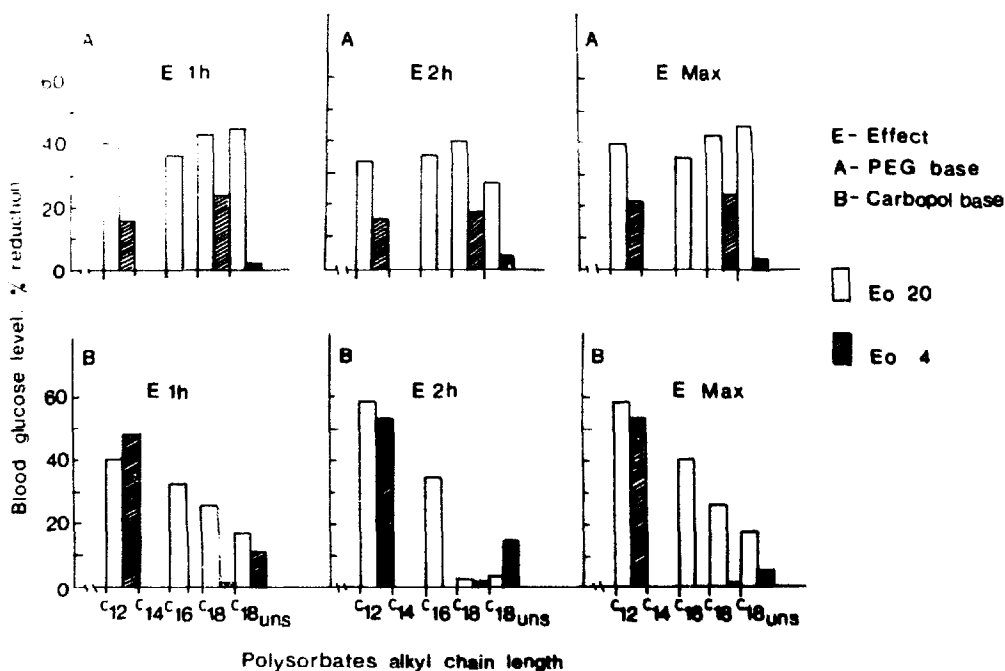 A
E 1h
A
E 2h
A
E Max
60
40
20
0
E - Effect
A - PEG base
B - Carbopol base
Eo 20
Eo 4
B
E 1h
B
E 2h
B
E Max
60
40
20
0
Blood glucose level. % reduction
C12 C14 C16 C18 C18uns
C12 C14 C16 C18 C18uns
C12 C14 C18 C18 C18uns
Polysorbates alkyl chain length